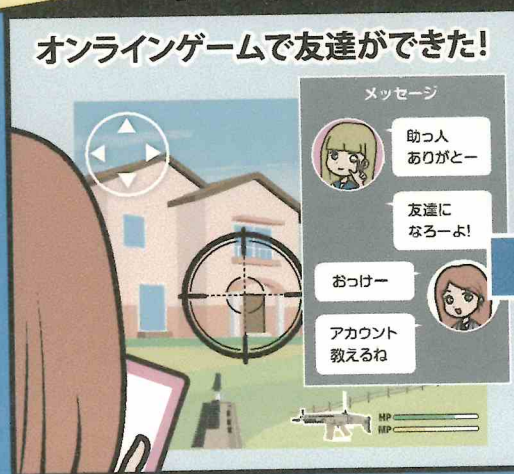 オンラインゲームで友達ができた!
メッセージ
助っ人
ありがとー
友達に
なろーよ!
おっけー
アカウント
教えるね
HP
MP